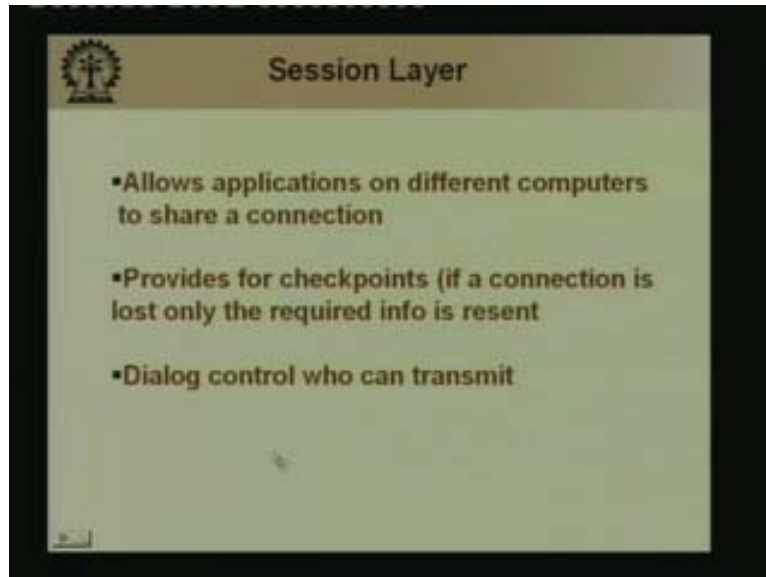 Session Layer
▪Allows applications on different computers
to share a connection
▪Provides for checkpoints (if a connection is
lost only the required info is resent
▪Dialog control who can transmit